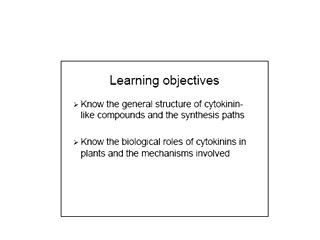 Learning objectives
➢ Know the general structure of cytokinin-
like compounds and the synthesis paths
➢ Know the biological roles of cytokinins in
plants and the mechanisms involved